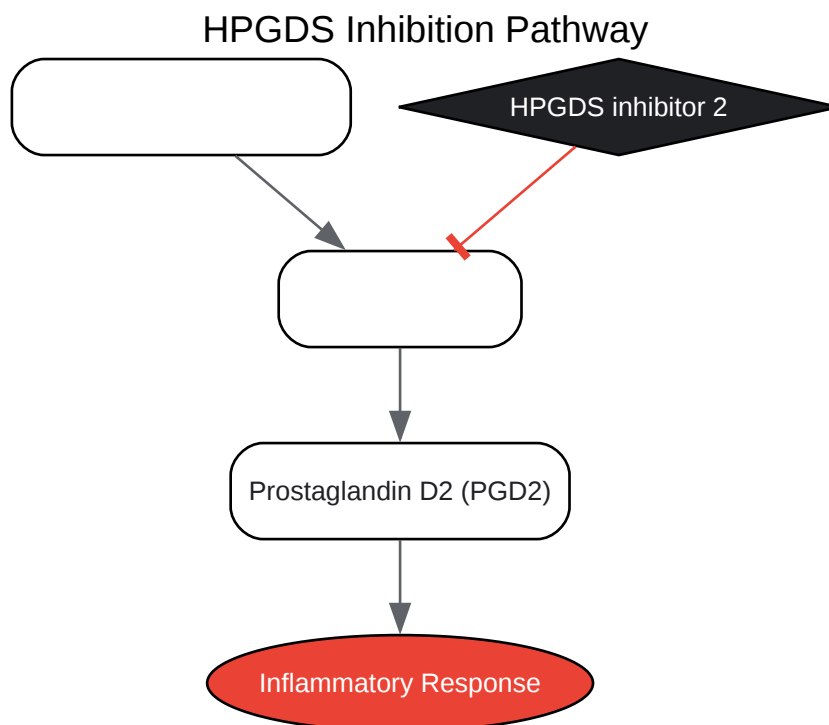 HPGDS Inhibition Pathway
HPGDS inhibitor 2
Prostaglandin D2 (PGD2)
Inflammatory Response